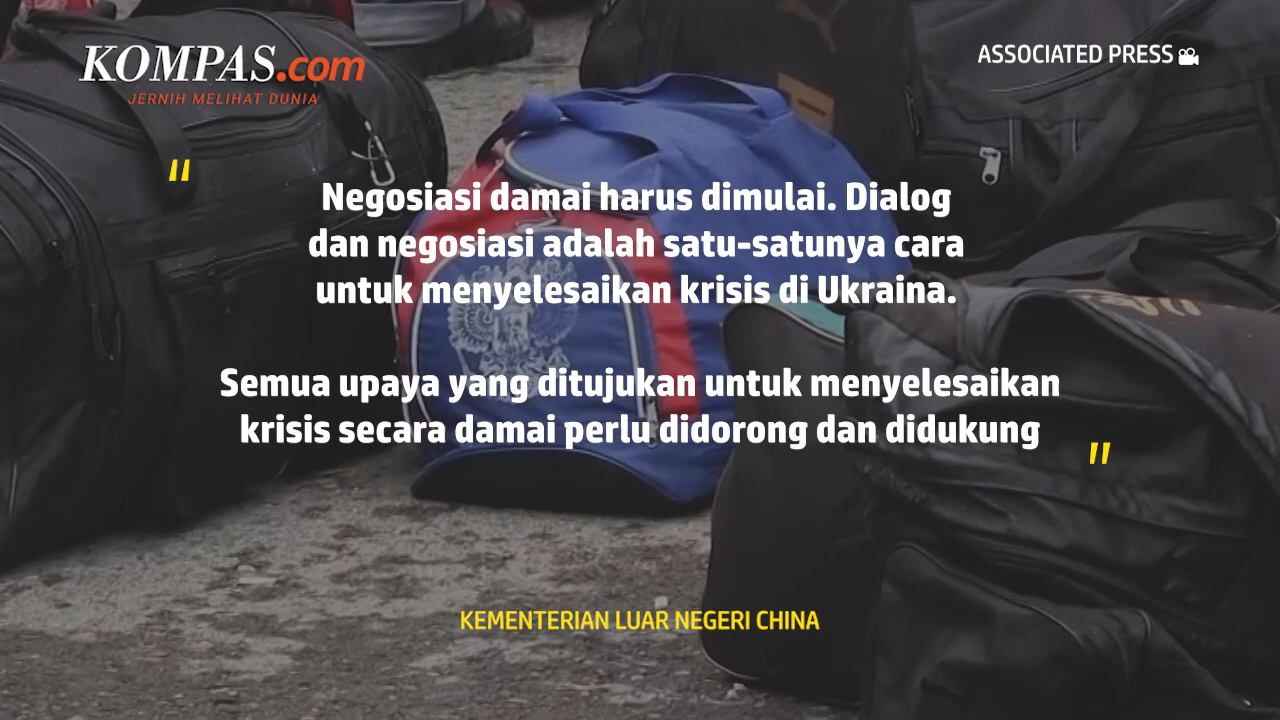 KOMPAS.com
JERNIH MELIHAT DUNIA
ASSOCIATED PRESS
"
Negosiasi damai harus dimulai. Dialog
dan negosiasi adalah satu-satunya cara
untuk menyelesaikan krisis di Ukraina.
Semua upaya yang ditujukan untuk menyelesaikan
krisis secara damai perlu didorong dan didukung
"
KEMENTERIAN LUAR NEGERI CHINA